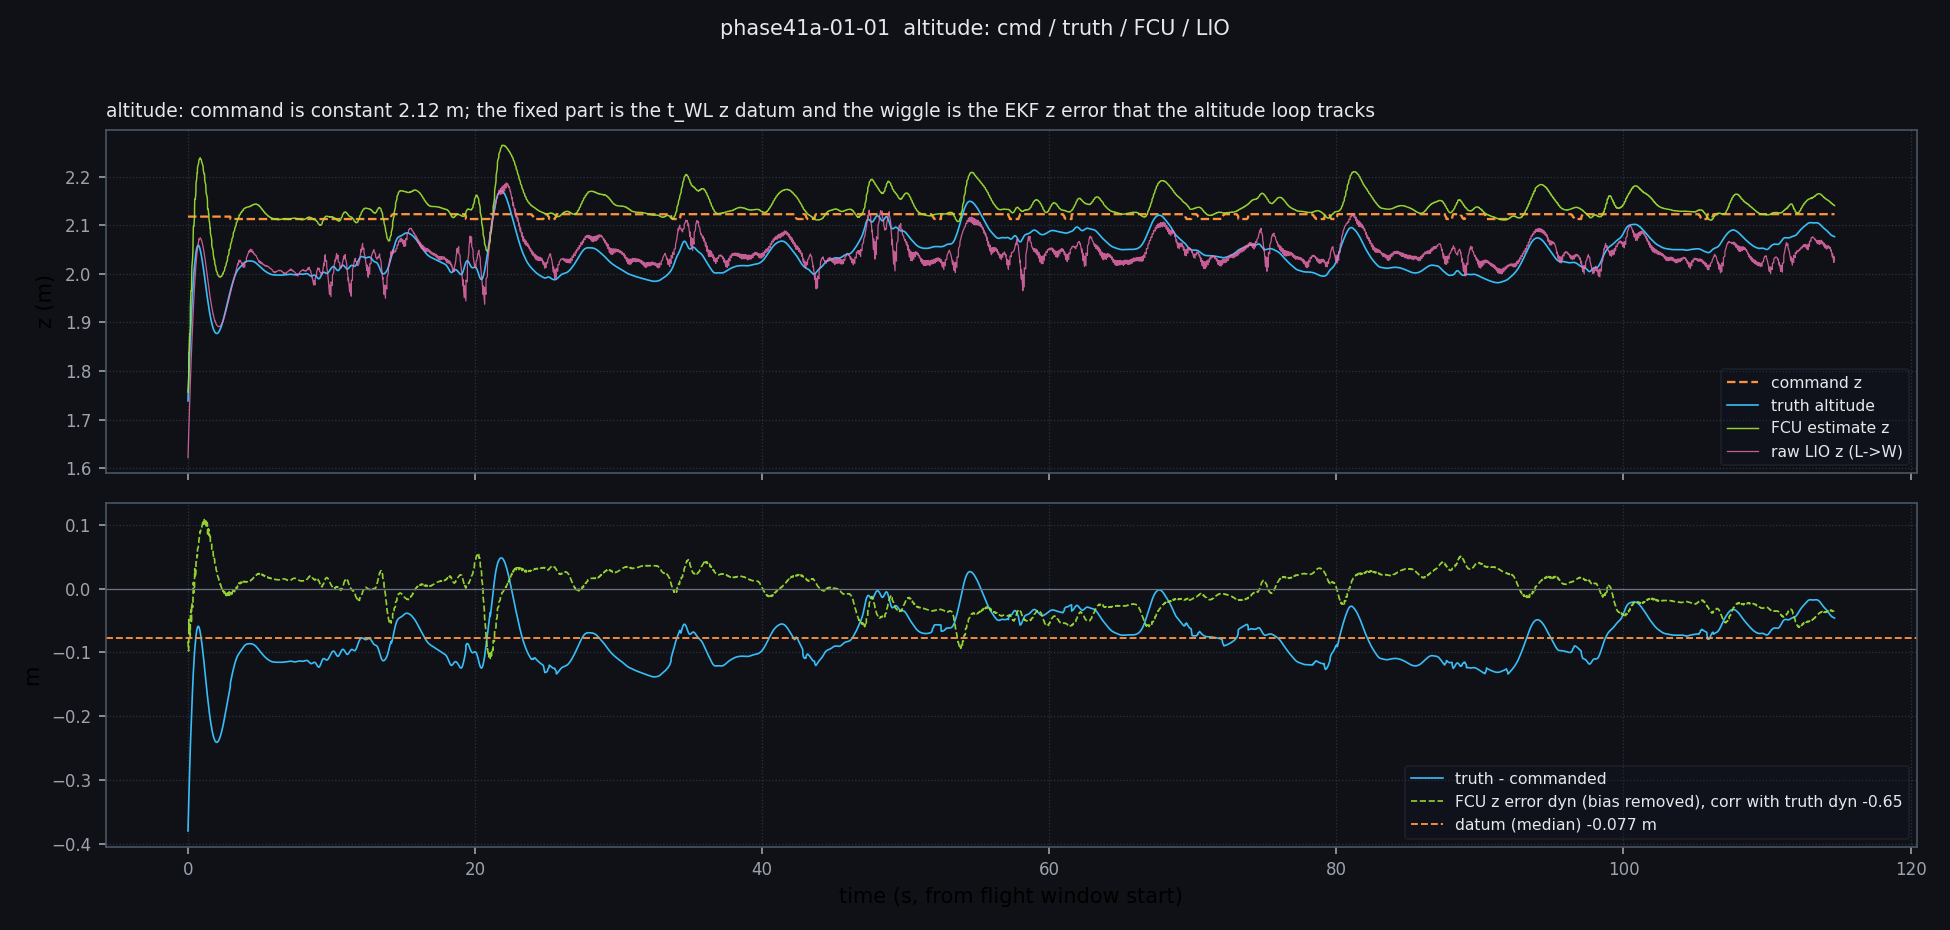 phase41a-01-01  altitude: cmd / truth / FCU / LIO
altitude: command is constant 2.12 m; the fixed part is the t_WL z datum and the wiggle is the EKF z error that the altitude loop tracks
z (m)
2.2
2.1
2.0
1.9
1.8
1.7
1.6
command z
truth altitude
FCU estimate z
raw LIO z (L->W)
m
0.1
0.0
−0.1
−0.2
−0.3
−0.4
truth - commanded
FCU z error dyn (bias removed), corr with truth dyn -0.65
datum (median) -0.077 m
0 20 40 60 80 100 120
time (s, from flight window start)